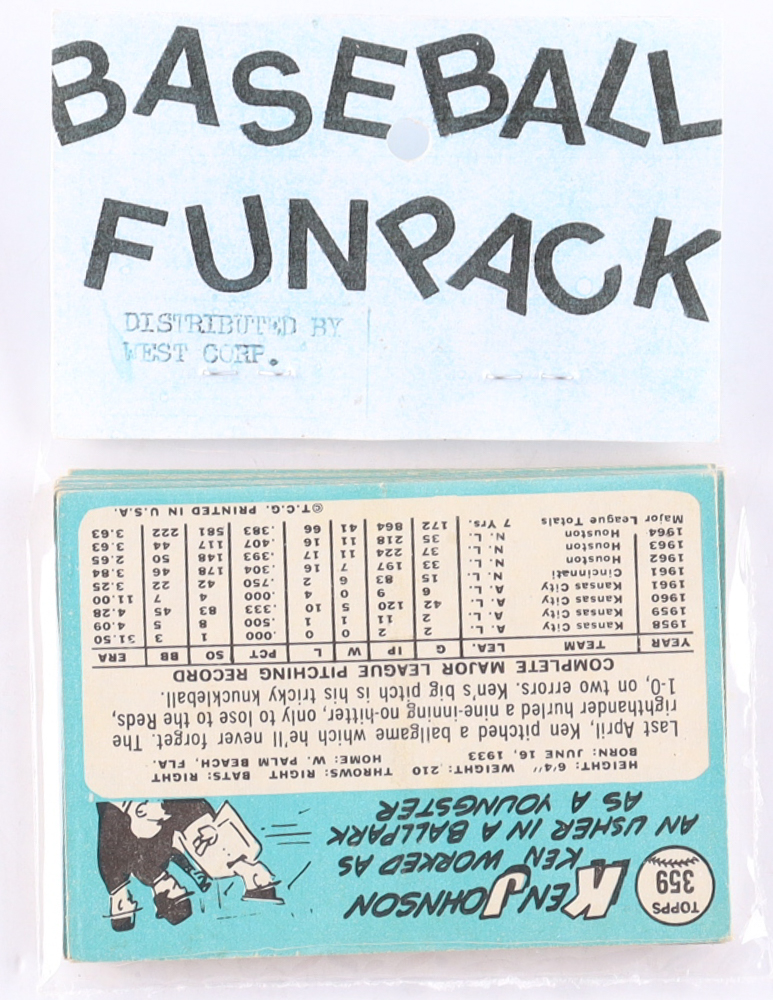 BASEBALL
FUNPACK
DISTRIBUTED BY
WEST CORP.
TOPPS
359
KEN JOHNSON
KEN WORKED AS
AN USHER IN A BALLPARK
AS A YOUNGSTER
HEIGHT: 6'4" WEIGHT: 210 THROWS: RIGHT BATS: RIGHT
BORN: JUNE 16, 1933 HOME: W. PALM BEACH, FLA.
Last April, Ken pitched a ballgame which he'll never forget. The
righthander hurled a nine-inning no-hitter, only to lose to the Reds,
1-0, on two errors. Ken's big pitch is his tricky knuckleball.
COMPLETE MAJOR LEAGUE PITCHING RECORD
YEAR TEAM LEA. G IP W L PCT SO BB ERA
1958 Kansas City A. L. 2 2 0 0 .000 1 3 31.50
1959 Kansas City A. L. 2 11 1 1 .500 8 5 4.09
1960 Kansas City A. L. 42 120 5 10 .333 83 45 4.28
1961 Kansas City A. L. 6 9 0 4 .000 4 7 11.00
1961 Cincinnati N. L. 15 83 6 2 .750 42 22 3.25
1962 Houston N. L. 33 197 7 16 .304 178 46 3.84
1963 Houston N. L. 37 224 11 17 .393 148 50 2.65
1964 Houston N. L. 35 218 11 16 .407 117 44 3.63
Major League Totals 7 Yrs. 172 864 41 66 .383 581 222 3.63
©T.C.G. PRINTED IN U.S.A.